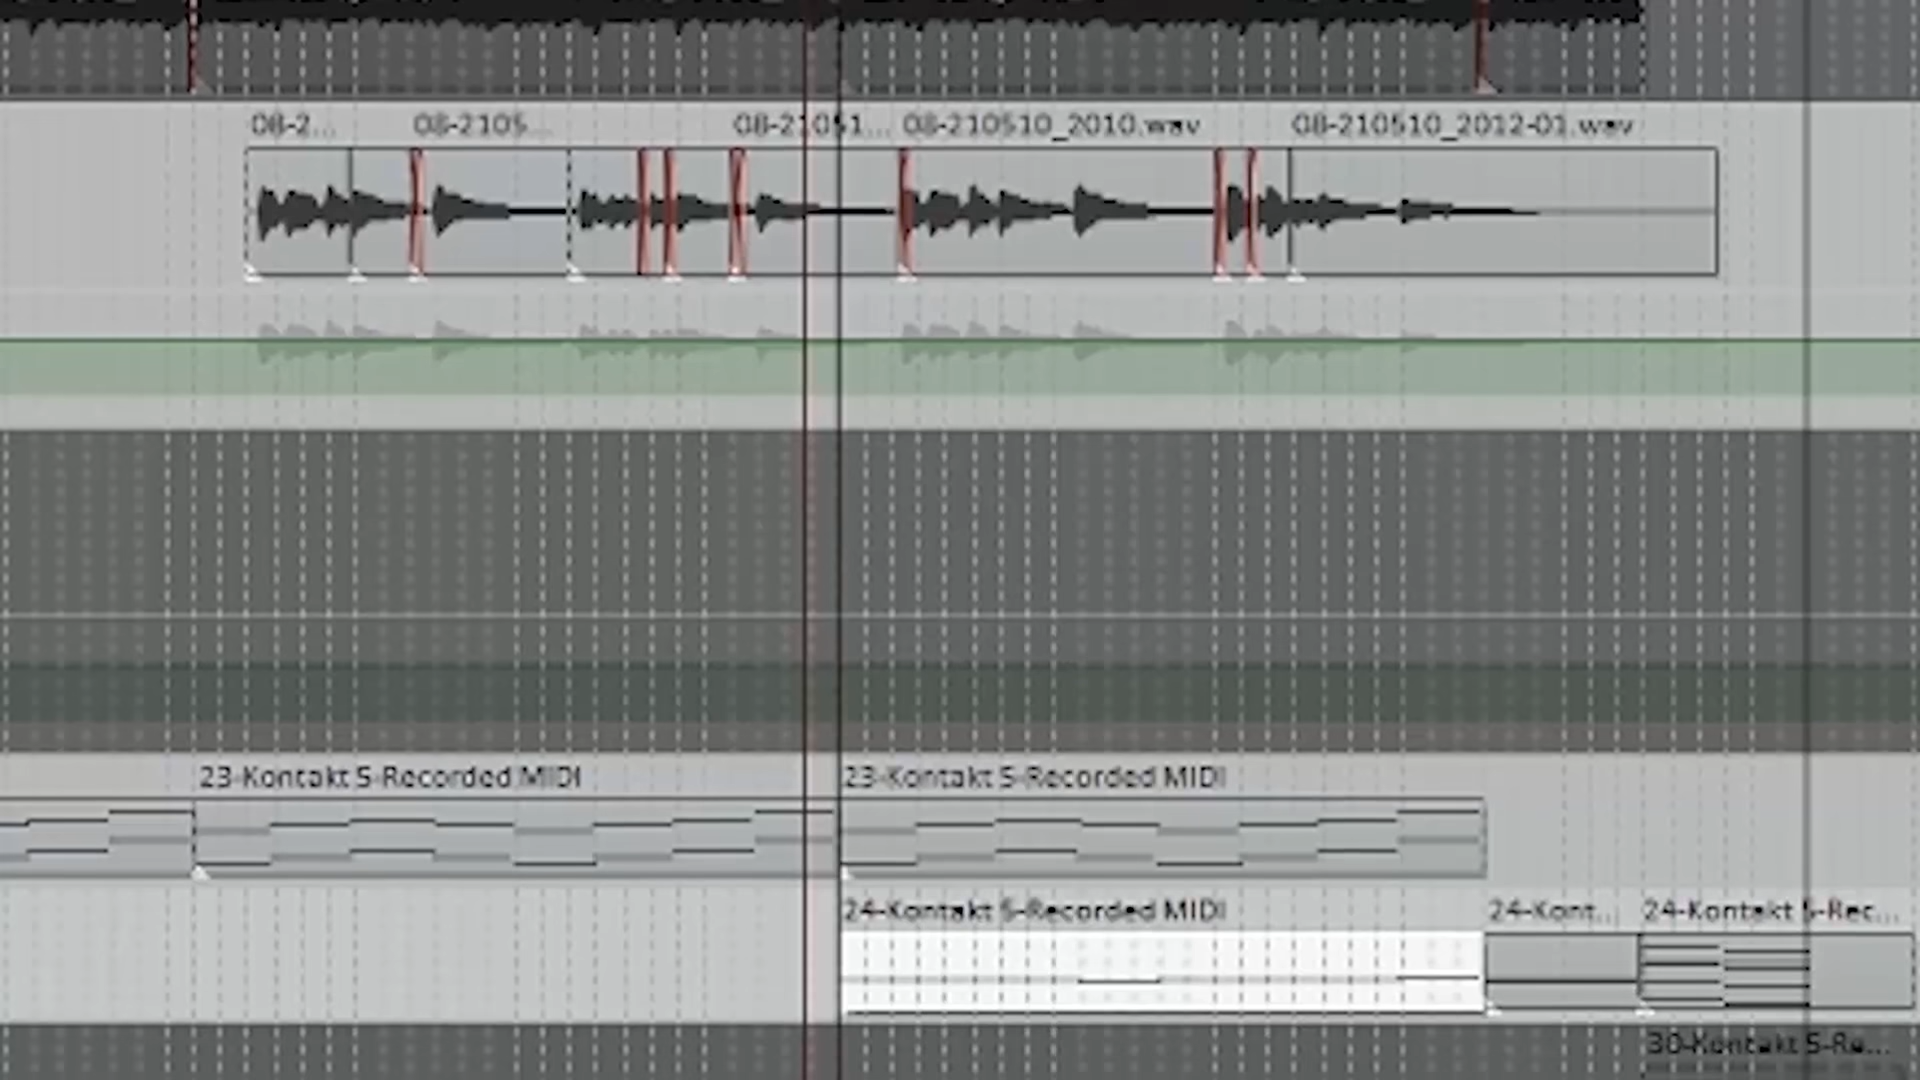 08-2... 08-2105... 08-21051... 08-210510_2010.wav 08-210510_2012-01.wav
23-Kontakt 5-Recorded MIDI 23-Kontakt 5-Recorded MIDI
24-Kontakt 5-Recorded MIDI 24-Kont... 24-Kontakt 5-Rec...
30-Kontakt 5-Re...